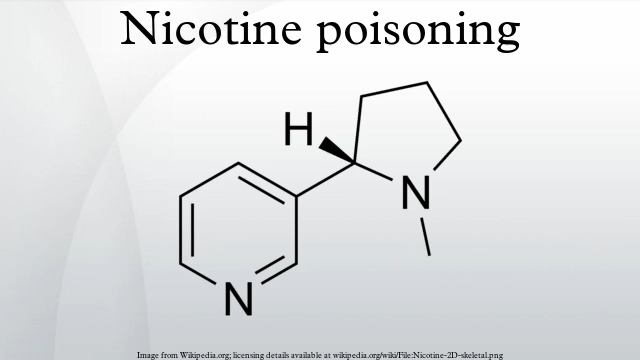 Nicotine poisoning
H
N
N
Image from Wikipedia.org; licensing details available at wikipedia.org/wiki/File:Nicotine-2D-skeletal.png